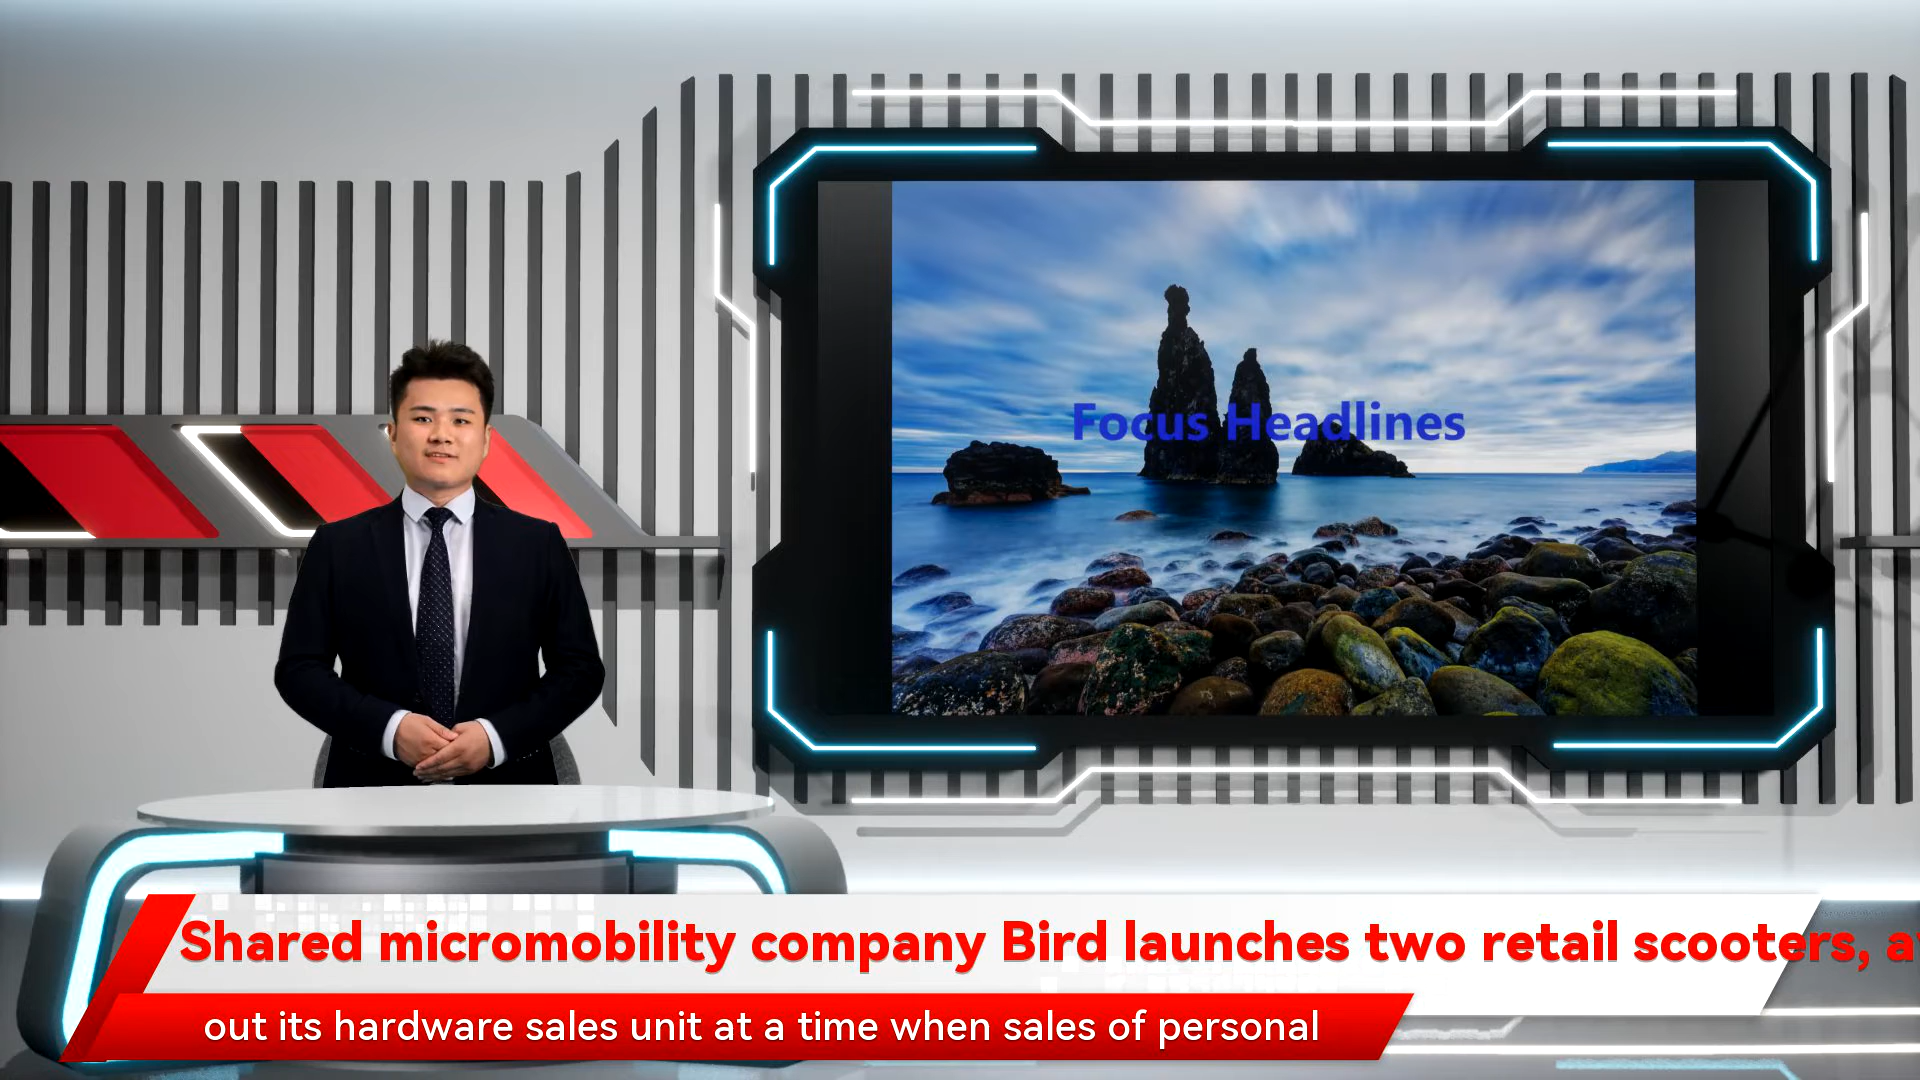 Focus Headlines
Shared micromobility company Bird launches two retail scooters,
out its hardware sales unit at a time when sales of personal